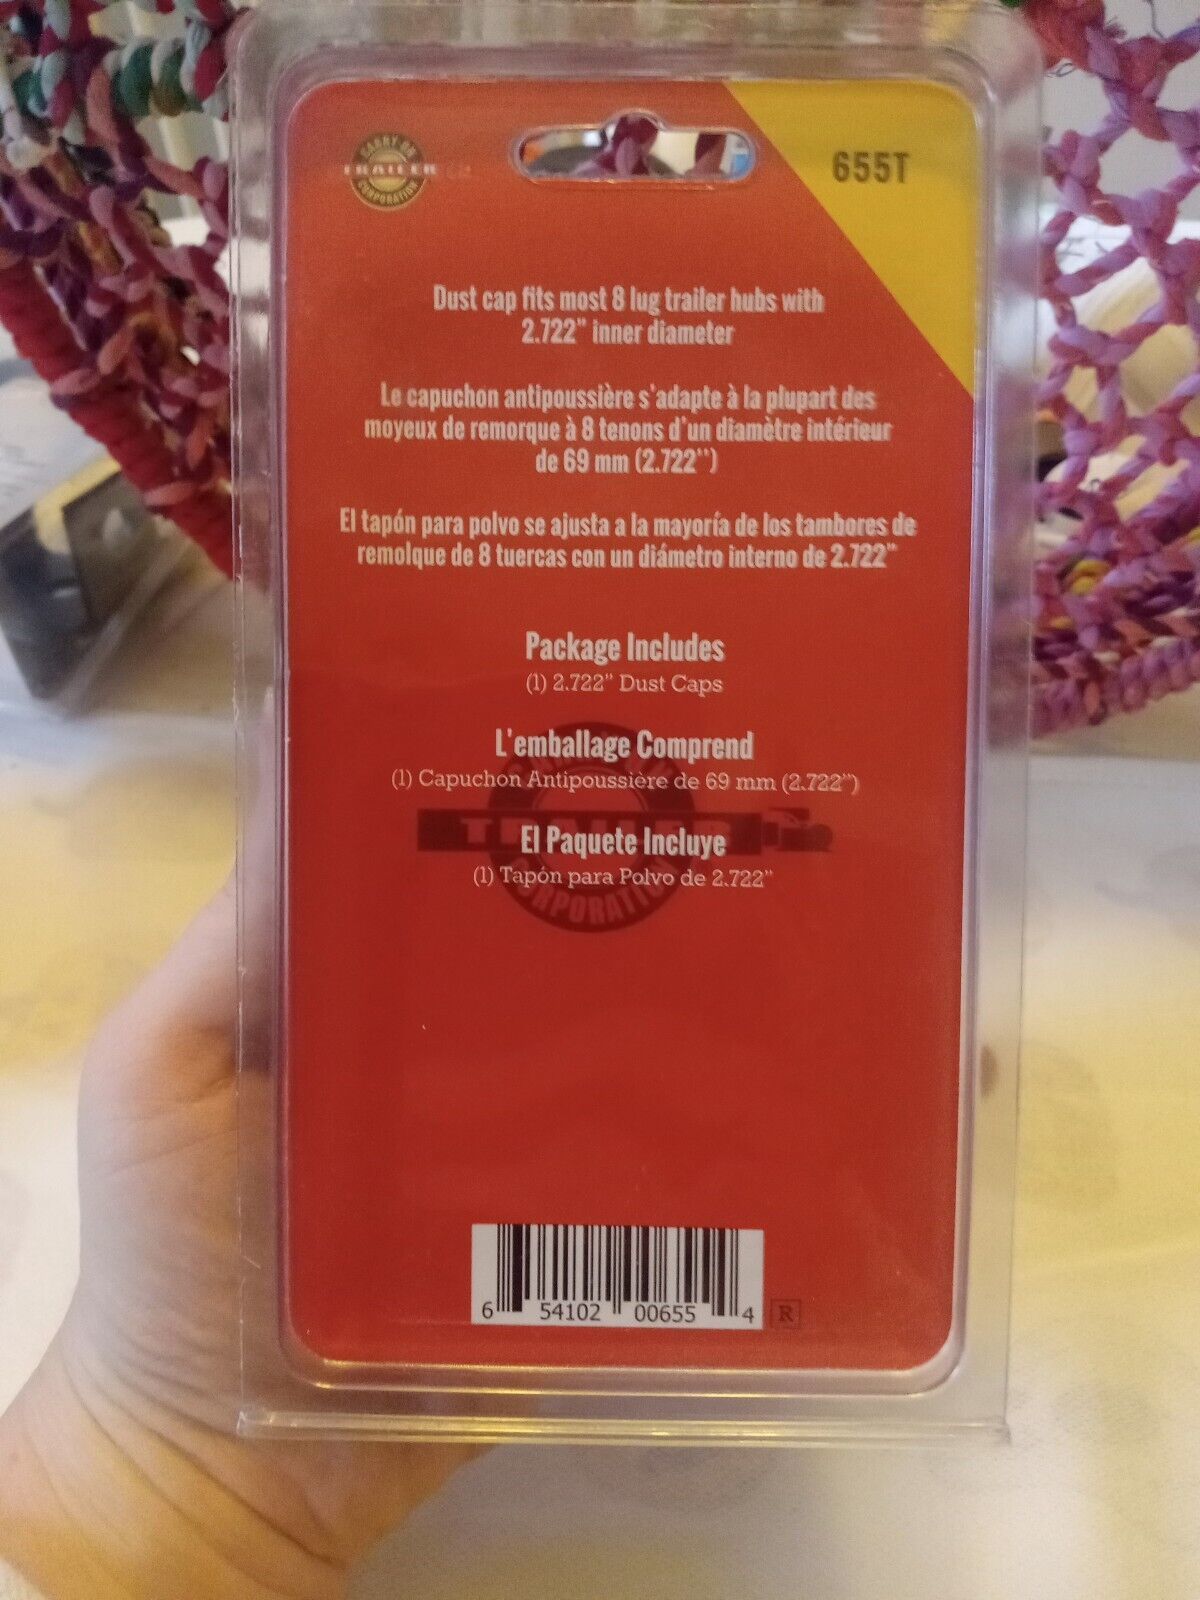 CARRY ON
TRAILER
CORPORATION
655T
Dust cap fits most 8 lug trailer hubs with
2.722" inner diameter
Le capuchon antipoussière s'adapte à la plupart des
moyeux de remorque à 8 tenons d'un diamètre intérieur
de 69 mm (2.722'')
El tapón para polvo se ajusta a la mayoría de los tambores de
remolque de 8 tuercas con un diámetro interno de 2.722"
Package Includes
(1) 2.722" Dust Caps
L'emballage Comprend
(1) Capuchon Antipoussière de 69 mm (2.722")
TRAILER
El Paquete Incluye
(1) Tapón para Polvo de 2.722"
CORPORATION
6 54102 00655 4 R